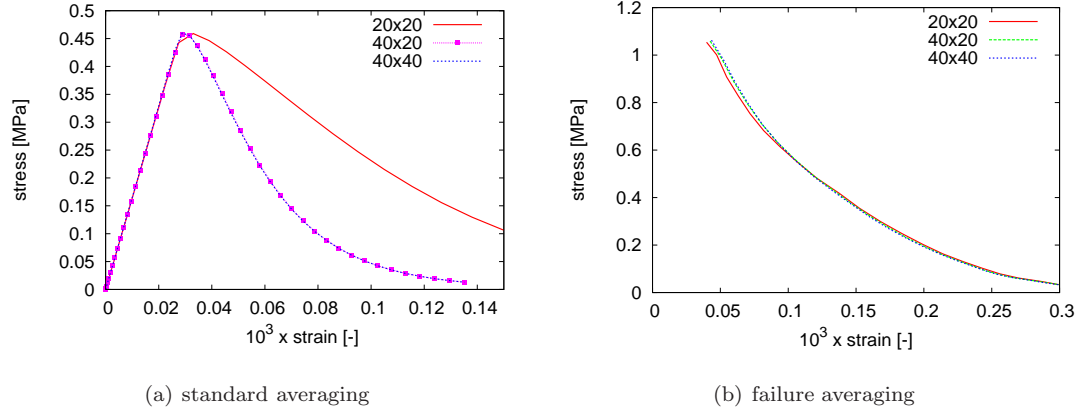 0.5
0.45
0.4
0.35
0.3
0.25
0.2
0.15
0.1
0.05
0
stress [MPa]
20x20
40x20
40x40
0 0.02 0.04 0.06 0.08 0.1 0.12 0.14
10³ x strain [-]
(a) standard averaging
1.2
1
0.8
0.6
0.4
0.2
0
stress [MPa]
20x20
40x20
40x40
0 0.05 0.1 0.15 0.2 0.25 0.3
10³ x strain [-]
(b) failure averaging